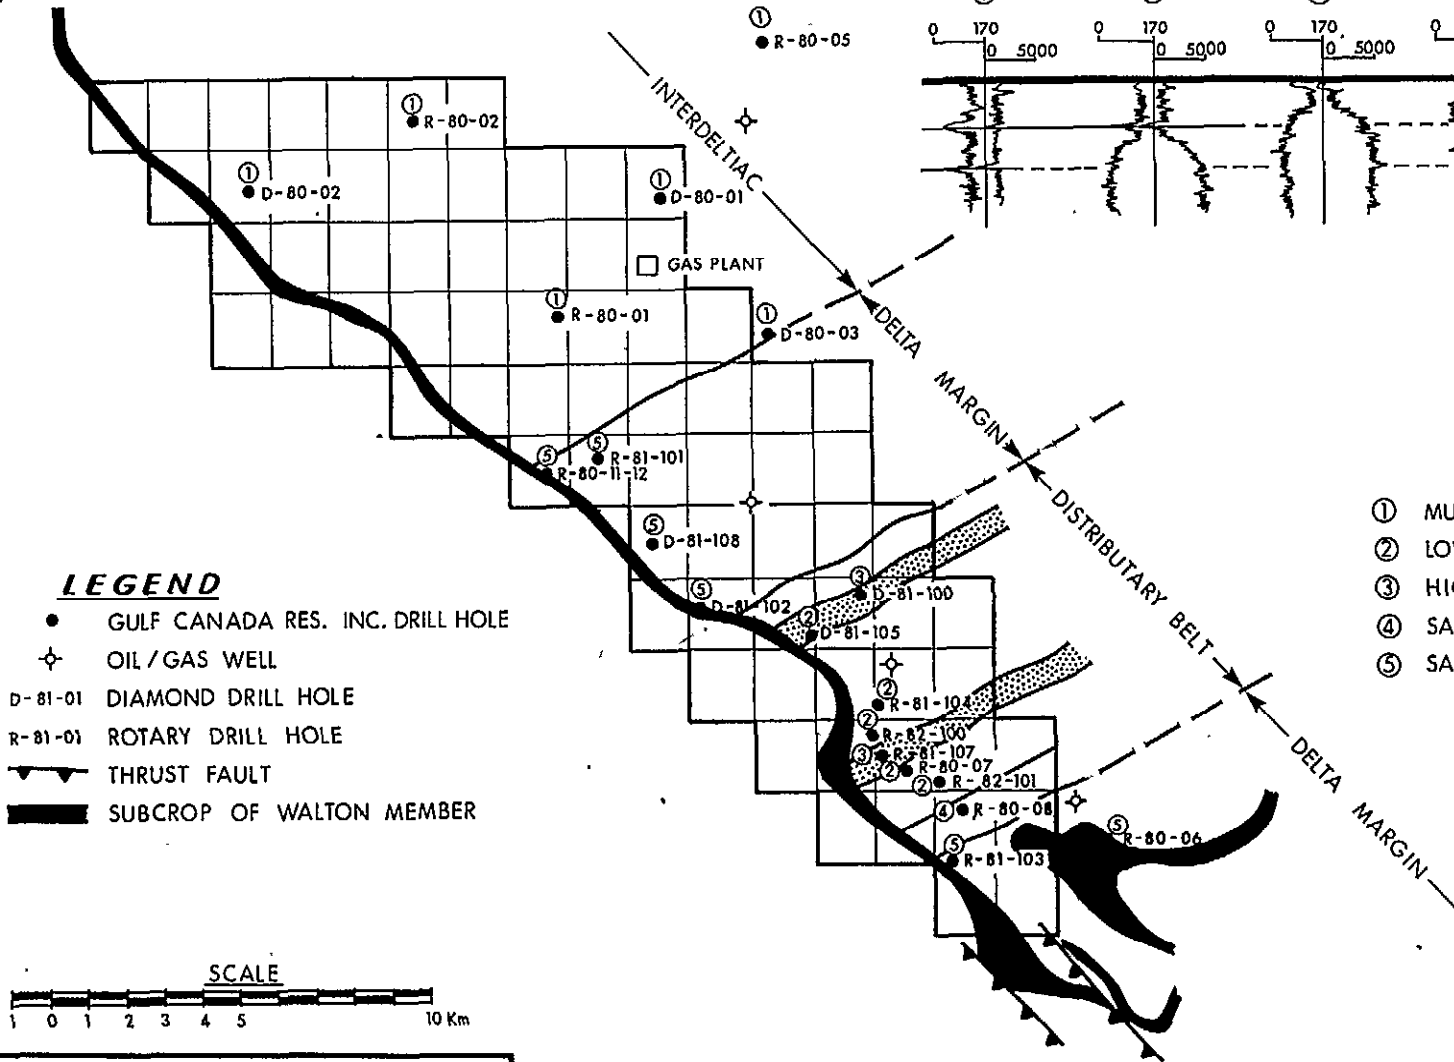 ①
R-80-05
0 170
0 5000
0 170
0 5000
0 170
0 5000
0
INTERDELTIAC
① R-80-02
① D-80-02
① D-80-01
GAS PLANT
① R-80-01
① D-80-03
DELTA MARGIN
⑤ R-81-101
⑤ R-80-11-12
⑤ D-81-108
DISTRIBUTARY BELT
① MU
② LO
③ HI
④ SA
⑤ SA
③ D-81-100
⑤ D-81-102
② D-81-105
② R-81-104
② R-82-100
③ R-81-107
② R-80-07
② R-82-101
④ R-80-08
⑤ R-80-06
⑤ R-81-103
DELTA MARGIN
LEGEND
GULF CANADA RES. INC. DRILL HOLE
OIL/GAS WELL
D-81-01 DIAMOND DRILL HOLE
R-81-01 ROTARY DRILL HOLE
THRUST FAULT
SUBCROP OF WALTON MEMBER
SCALE
1 0 1 2 3 4 5 10 Km